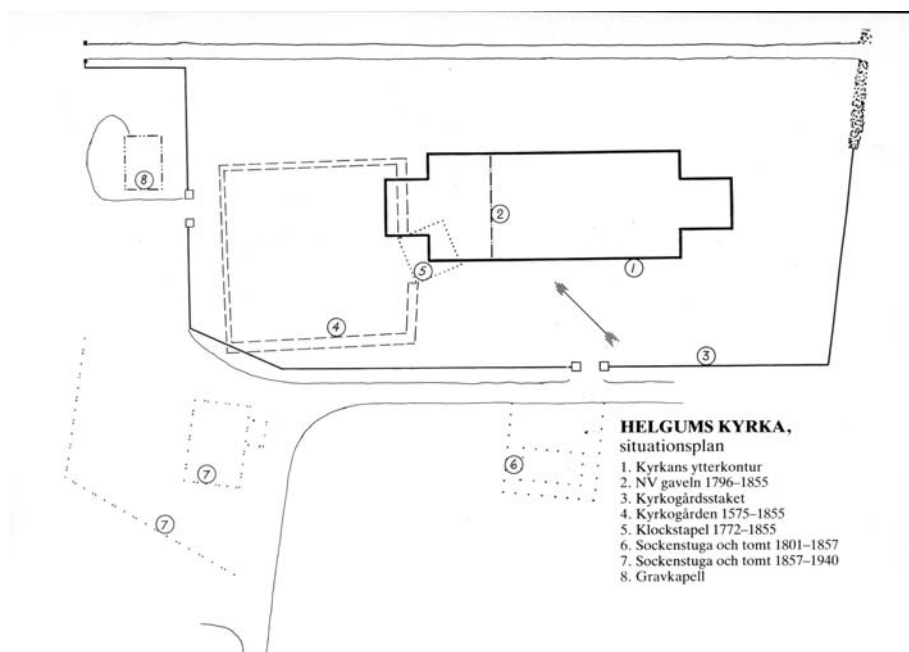 8
2
5
1
4
3
7
6
7
HELGUMS KYRKA,
situationsplan
1. Kyrkans ytterkontur
2. NV gaveln 1796–1855
3. Kyrkogårdsstaket
4. Kyrkogården 1575–1855
5. Klockstapel 1772–1855
6. Sockenstuga och tomt 1801–1857
7. Sockenstuga och tomt 1857–1940
8. Gravkapell